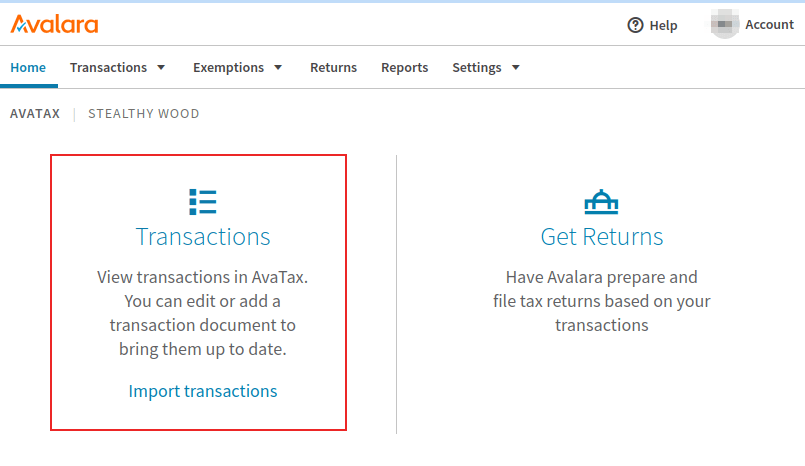 Avalara
Help
Account
Home Transactions Exemptions Returns Reports Settings
AVATAX | STEALTHY WOOD
Transactions
View transactions in AvaTax.
You can edit or add a
transaction document to
bring them up to date.
Import transactions
Get Returns
Have Avalara prepare and
file tax returns based on your
transactions